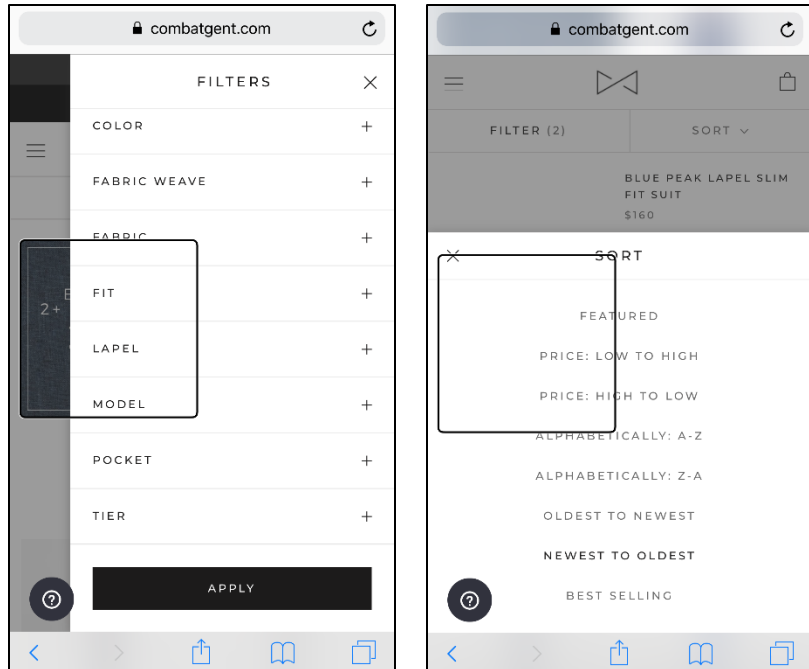 combatgent.com
FILTERS
COLOR
FABRIC WEAVE
FABRIC
FIT
2+
LAPEL
MODEL
POCKET
TIER
APPLY
combatgent.com
FILTER (2)
SORT
BLUE PEAK LAPEL SLIM
FIT SUIT
$160
SORT
FEATURED
PRICE: LOW TO HIGH
PRICE: HIGH TO LOW
ALPHABETICALLY: A-Z
ALPHABETICALLY: Z-A
OLDEST TO NEWEST
NEWEST TO OLDEST
BEST SELLING